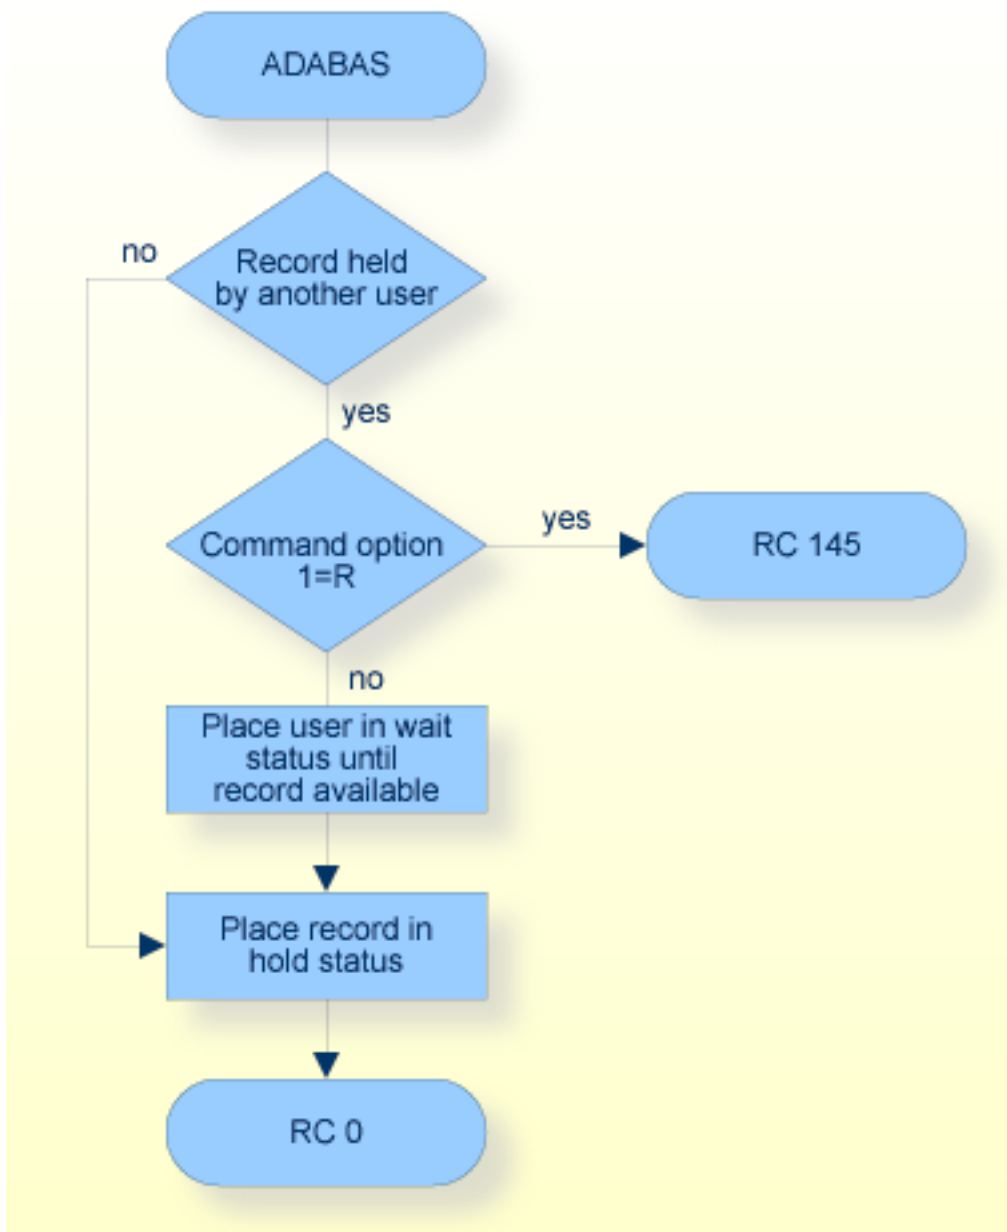 ADABAS
no
Record held
by another user
yes
Command option
1=R
yes
RC 145
no
Place user in wait
status until
record available
Place record in
hold status
RC 0